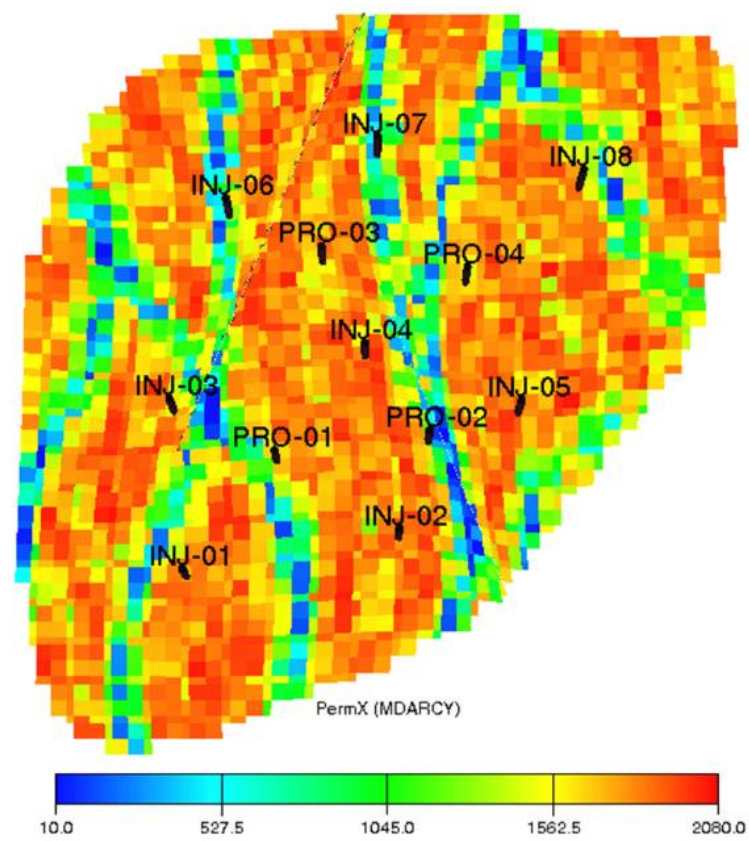 INJ-07
INJ-08
INJ-06
PRO-03
PRO-04
INJ-04
INJ-03
INJ-05
PRO-02
PRO-01
INJ-02
INJ-01
PermX (MDARCY)
10.0 527.5 1045.0 1562.5 2080.0